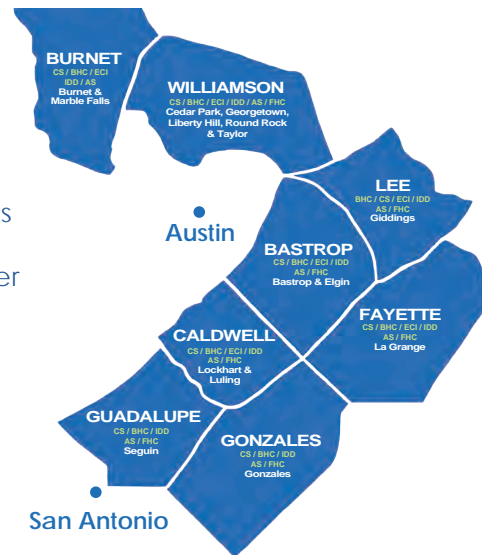 BURNET
CS / BHC / ECI
IDD / AS
Burnet &
Marble Falls
WILLIAMSON
CS / BHC / ECI / IDD / AS / FHC
Cedar Park, Georgetown,
Liberty Hill, Round Rock
& Taylor
LEE
BHC / CS / ECI / IDD
AS / FHC
Giddings
s
Austin
er
BASTROP
CS / BHC / ECI / IDD
AS / FHC
Bastrop & Elgin
FAYETTE
CS / BHC / ECI / IDD
AS / FHC
La Grange
CALDWELL
CS / BHC / ECI / IDD
AS / FHC
Lockhart &
Luling
GUADALUPE
CS / BHC / IDD
AS / FHC
Seguin
GONZALES
CS / BHC / IDD
AS / FHC
Gonzales
San Antonio